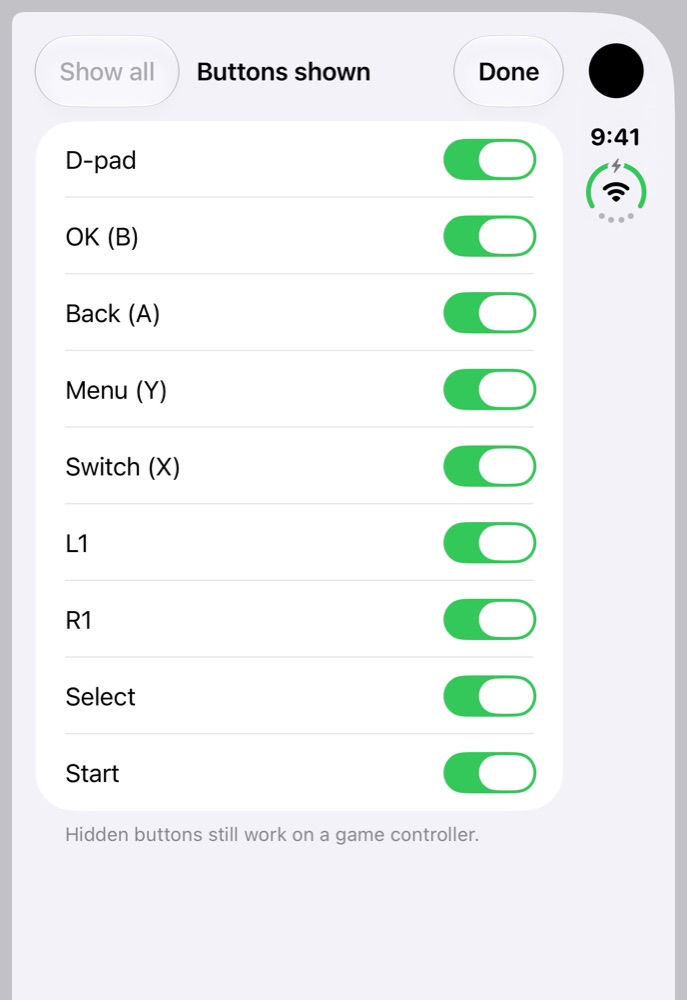 Show all
Buttons shown
Done
9:41
D-pad
OK (B)
Back (A)
Menu (Y)
Switch (X)
L1
R1
Select
Start
Hidden buttons still work on a game controller.